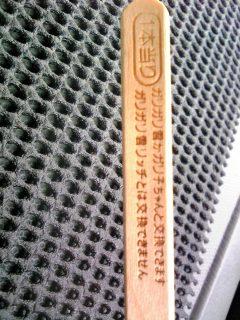 1本当り
ガリガリ君かガリ子ちゃんと交換できます
ガリガリ君リッチとは交換できません